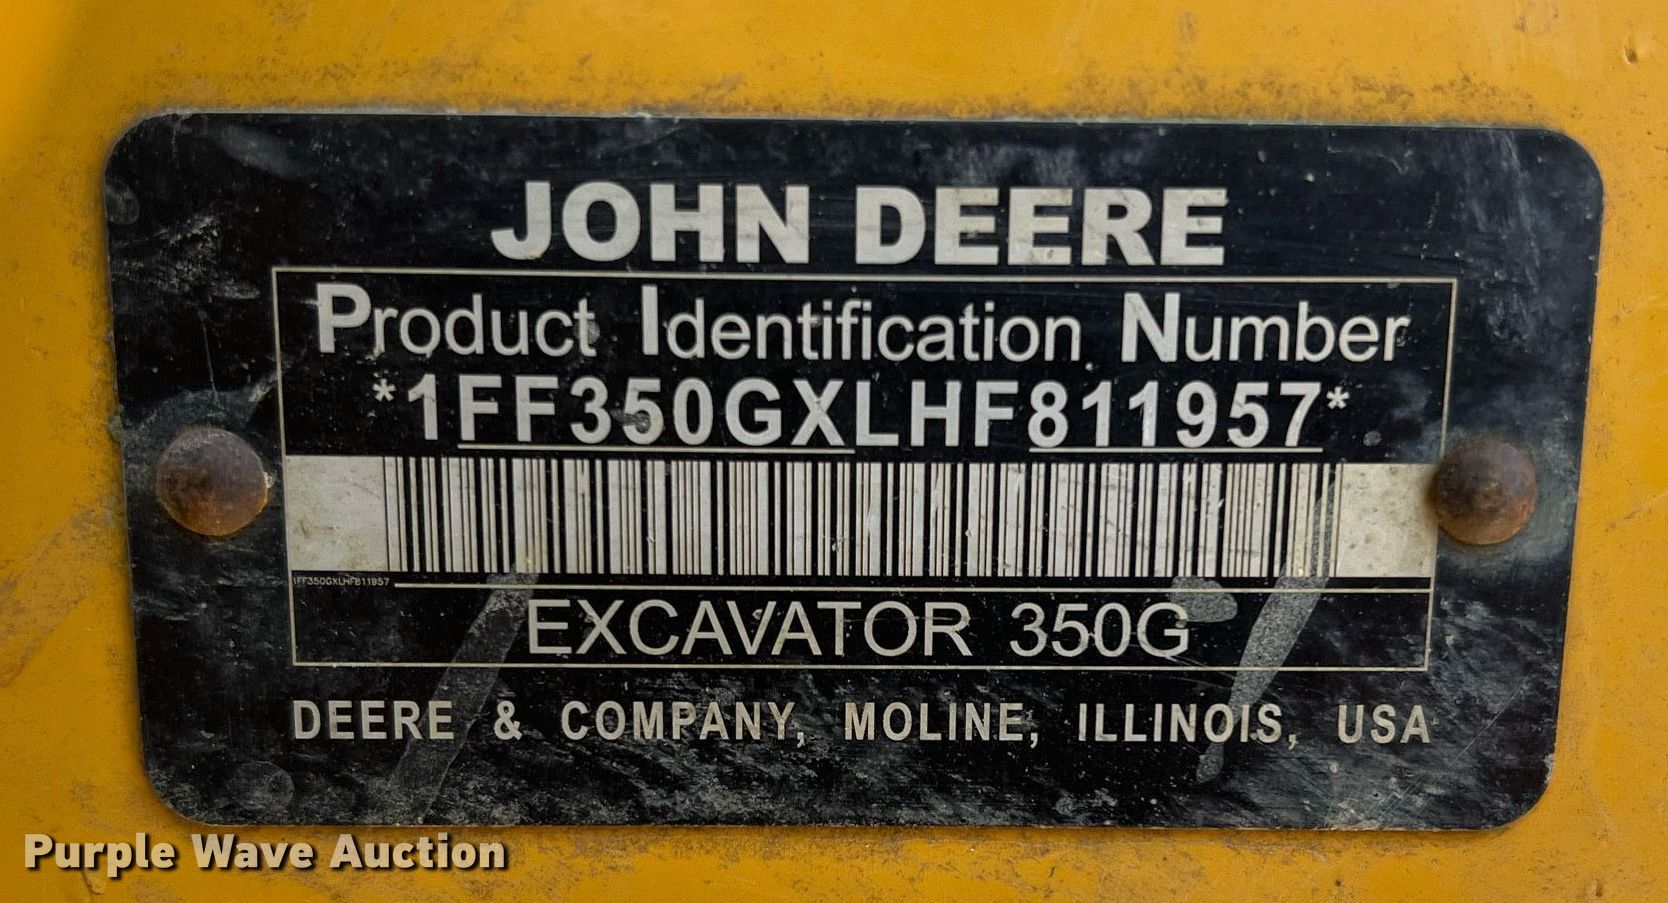 JOHN DEERE
Product Identification Number
*1FF350GXLHF811957*
1FF350GXLHF811957
EXCAVATOR 350G
DEERE & COMPANY, MOLINE, ILLINOIS, USA
Purple Wave Auction